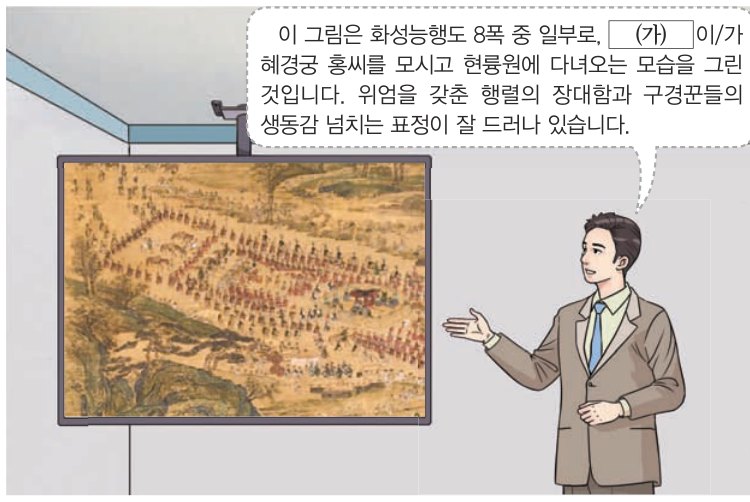 이 그림은 화성능행도 8폭 중 일부로, (가) 이/가
혜경궁 홍씨를 모시고 현륭원에 다녀오는 모습을 그린
것입니다. 위엄을 갖춘 행렬의 장대함과 구경꾼들의
생동감 넘치는 표정이 잘 드러나 있습니다.